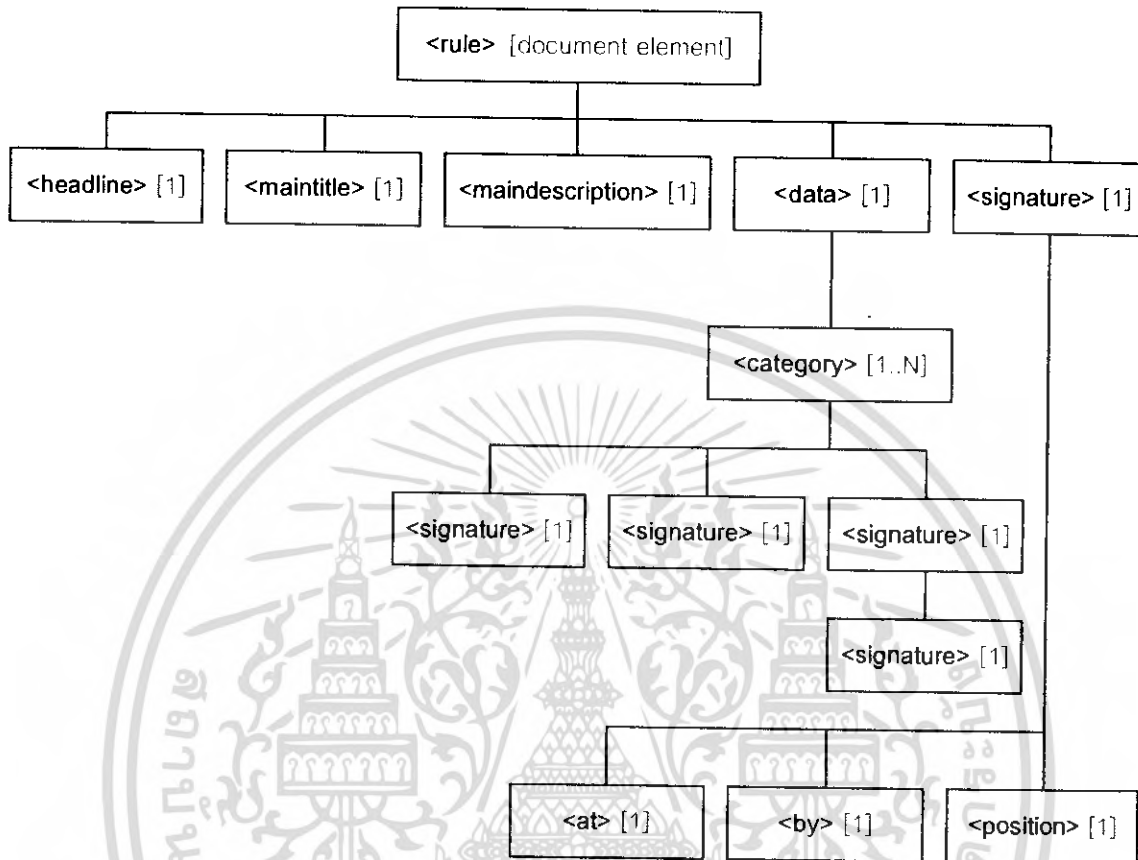 <rule> [document element]
<headline> [1]
<maintitle> [1]
<maindescription> [1]
<data> [1]
<signature> [1]
<category> [1..N]
<signature> [1]
<signature> [1]
<signature> [1]
<signature> [1]
<at> [1]
<by> [1]
<position> [1]